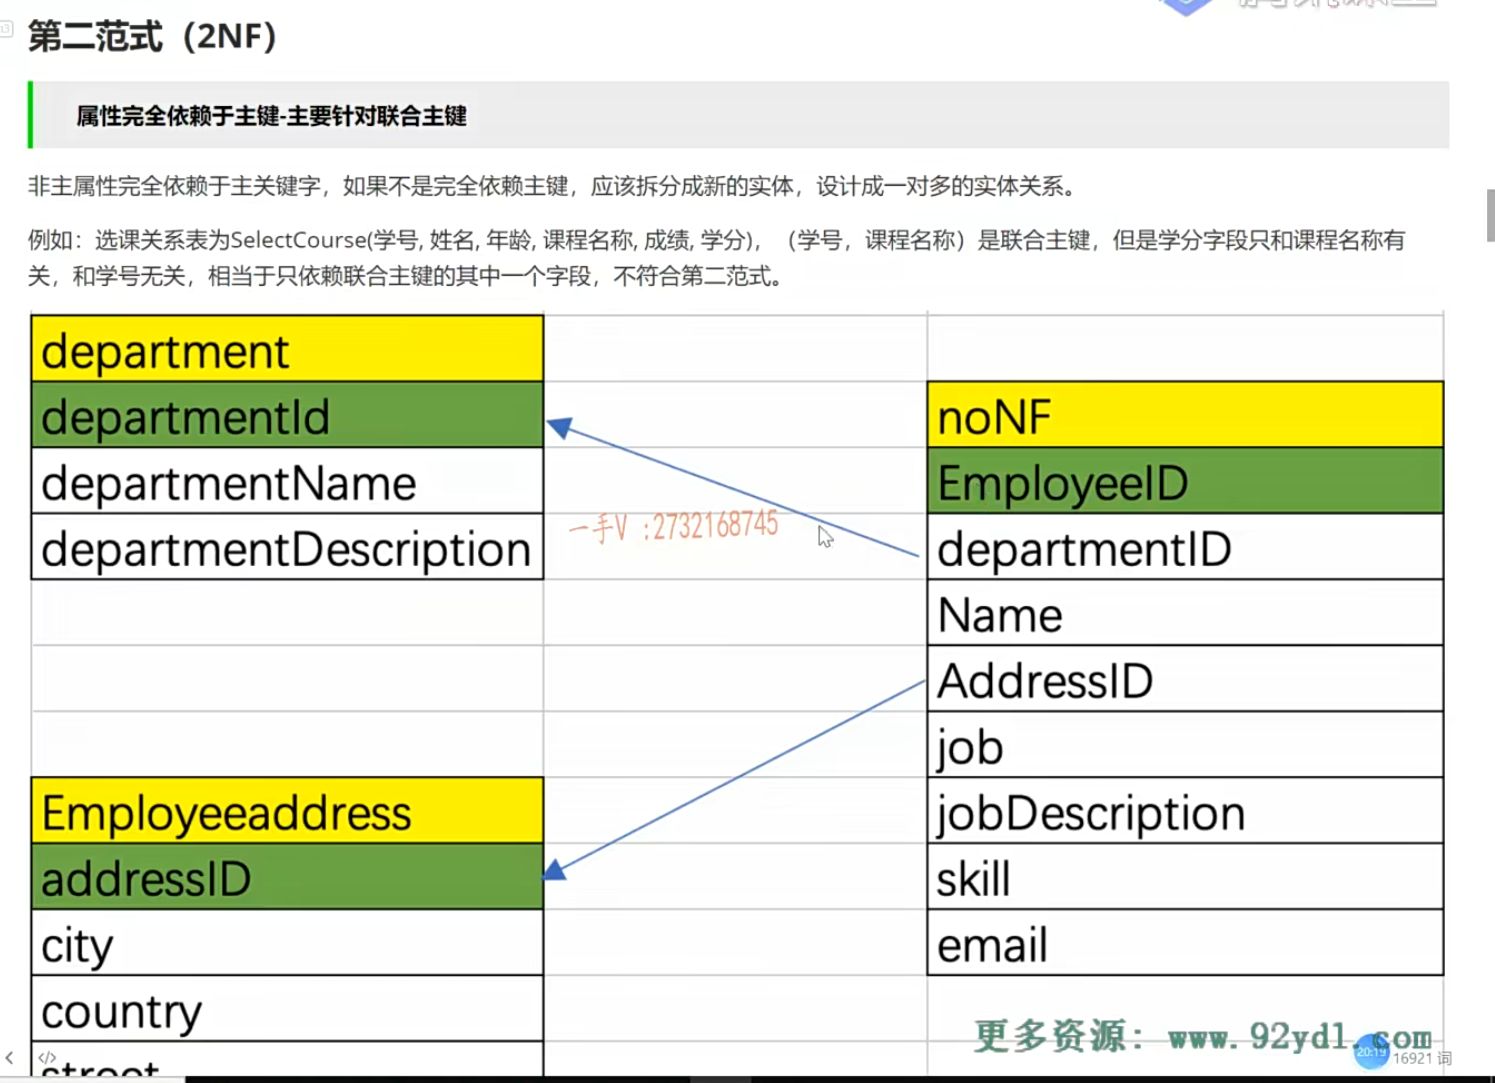 第二范式（2NF）
属性完全依赖于主键-主要针对联合主键
非主属性完全依赖于主关键字，如果不是完全依赖主键，应该拆分成新的实体，设计成一对多的实体关系。
例如：选课关系表为SelectCourse(学号, 姓名, 年龄, 课程名称, 成绩, 学分)，（学号，课程名称）是联合主键，但是学分字段只和课程名称有
关，和学号无关，相当于只依赖联合主键的其中一个字段，不符合第二范式。
department
departmentId
departmentName
departmentDescription
noNF
EmployeeID
departmentID
Name
AddressID
job
jobDescription
skill
email
一手V :2732168745
Employeeaddress
addressID
city
country
street
更多资源: www.92ydl.com
20:19
16921 词